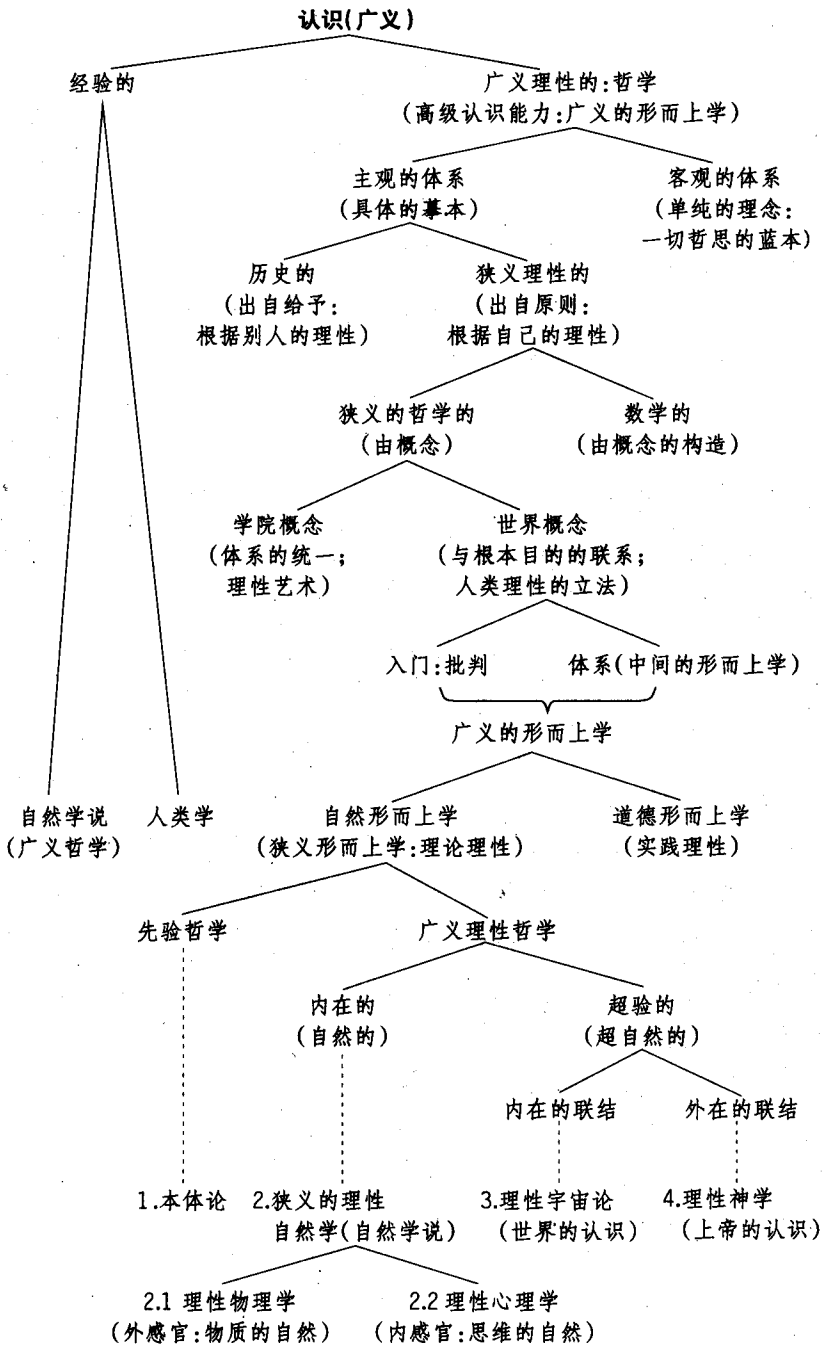 认识(广义)
经验的
广义理性的:哲学
(高级认识能力:广义的形而上学)
主观的体系
(具体的摹本)
客观的体系
(单纯的理念:
一切哲思的蓝本)
历史的
(出自给予:
根据别人的理性)
狭义理性的
(出自原则:
根据自己的理性)
狭义的哲学的
(由概念)
数学的
(由概念的构造)
学院概念
(体系的统一;
理性艺术)
世界概念
(与根本目的的联系;
人类理性的立法)
入门:批判
体系(中间的形而上学)
广义的形而上学
自然学说
(广义哲学)
人类学
自然形而上学
(狭义形而上学:理论理性)
道德形而上学
(实践理性)
先验哲学
广义理性哲学
内在的
(自然的)
超验的
(超自然的)
内在的联结
外在的联结
1.本体论
2.狭义的理性
自然学(自然学说)
3.理性宇宙论
(世界的认识)
4.理性神学
(上帝的认识)
2.1 理性物理学
(外感官:物质的自然)
2.2 理性心理学
(内感官:思维的自然)